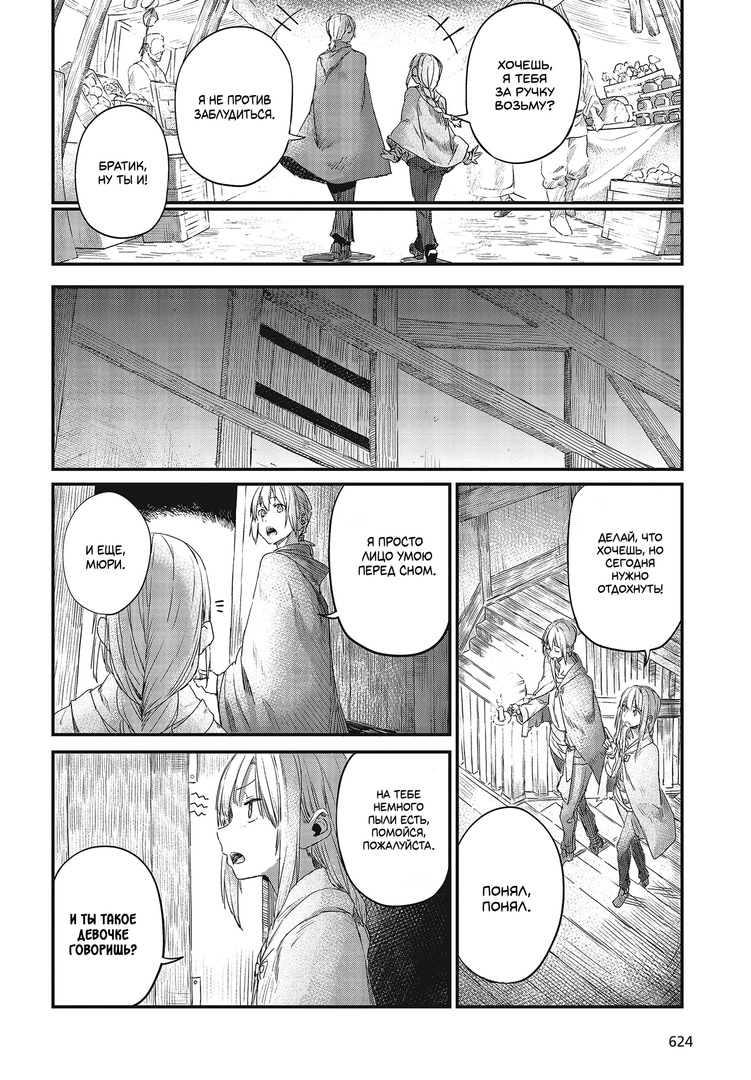 ХОЧЕШЬ,
Я ТЕБЯ
ЗА РУЧКУ
ВОЗЬМУ?
Я НЕ ПРОТИВ
ЗАБЛУДИТЬСЯ.
БРАТИК,
НУ ТЫ И!
ДЕЛАЙ, ЧТО
ХОЧЕШЬ, НО
СЕГОДНЯ
НУЖНО
ОТДОХНУТЬ!
ПОНЯЛ,
ПОНЯЛ.
Я ПРОСТО
ЛИЦО УМОЮ
ПЕРЕД СНОМ.
И ЕЩЕ,
МЮРИ.
НА ТЕБЕ
НЕМНОГО
ПЫЛИ ЕСТЬ,
ПОМОЙСЯ,
ПОЖАЛУЙСТА.
И ТЫ ТАКОЕ
ДЕВОЧКЕ
ГОВОРИШЬ?
624